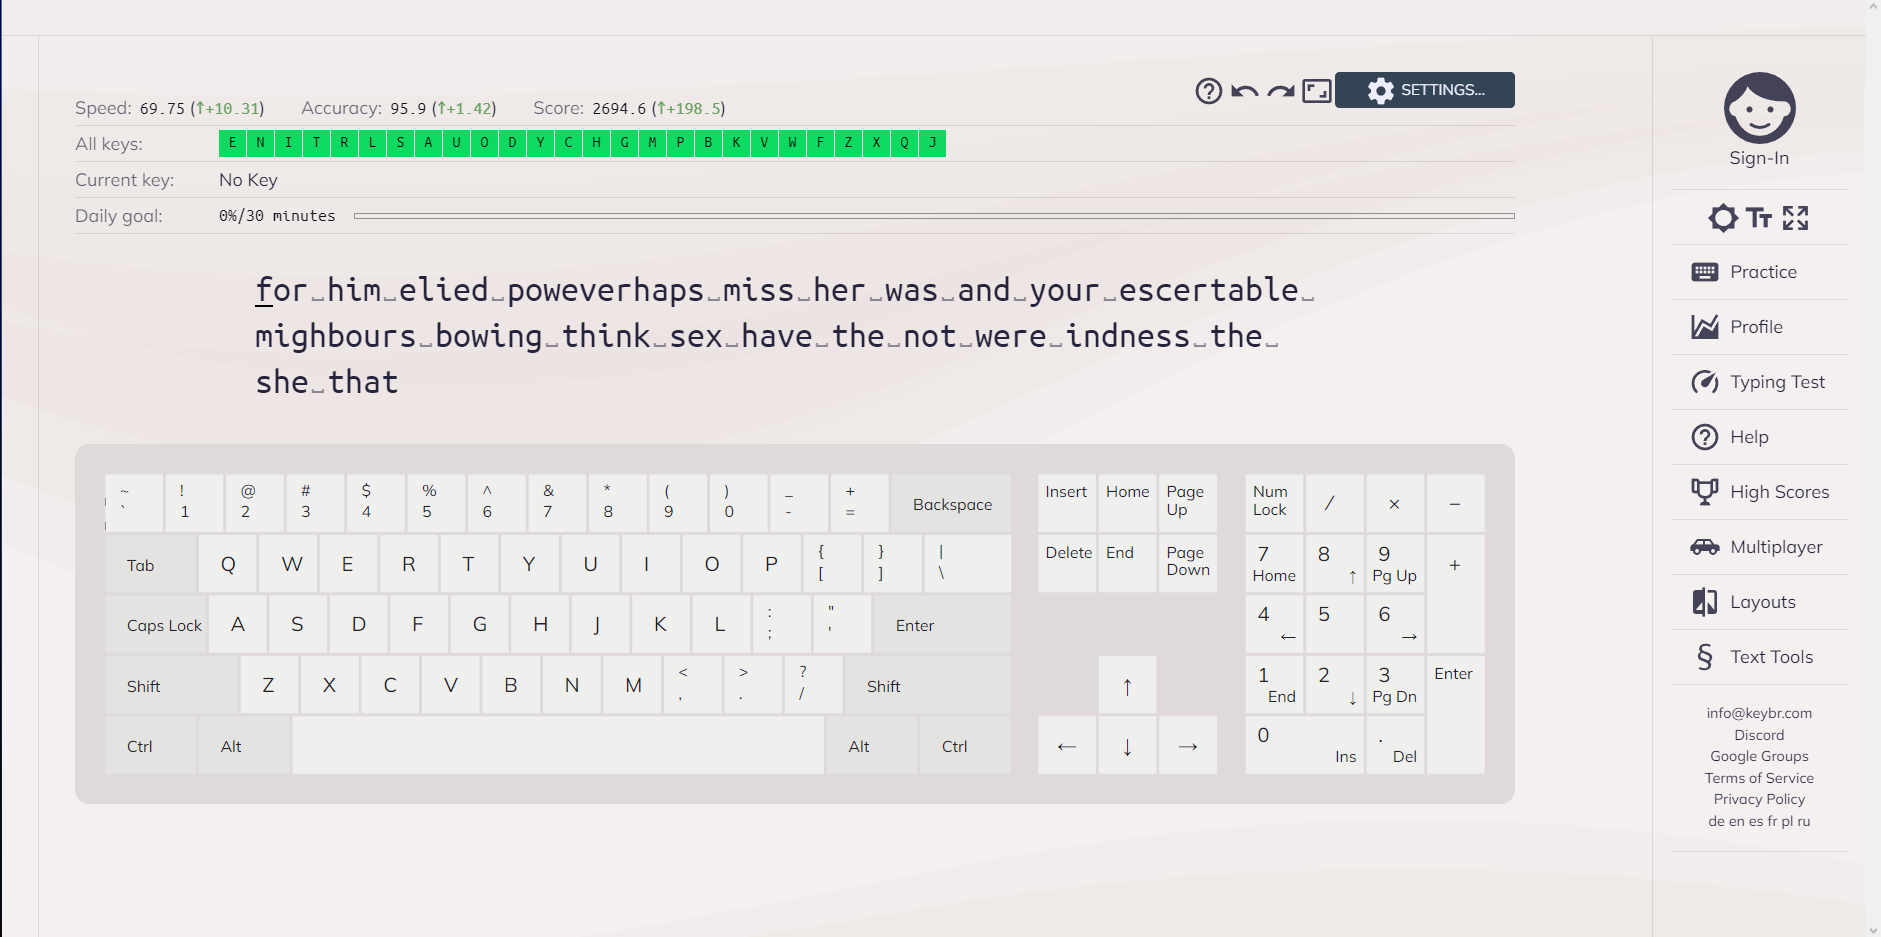 SETTINGS...
Speed: 69.75 (↑+10.31) Accuracy: 95.9 (↑+1.42) Score: 2694.6 (↑+198.5)
All keys: E N I T R L S A U O D Y C H G M P B K V W F Z X Q J
Current key: No Key
Daily goal: 0%/30 minutes
for␣him␣elied␣poweverhaps␣miss␣her␣was␣and␣your␣escertable␣
mighbours␣bowing␣think␣sex␣have␣the␣not␣were␣indness␣the␣
she␣that
~ ! @ # $ % ^ & * ( ) _ +
` 1 2 3 4 5 6 7 8 9 0 - = Backspace
Tab Q W E R T Y U I O P { [ } ] | \
Caps Lock A S D F G H J K L : ; " ' Enter
Shift Z X C V B N M < , > . ? / Shift
Ctrl Alt Alt Ctrl
Insert Home Page Up
Delete End Page Down
↑
← ↓ →
Num Lock / × −
7 Home 8 ↑ 9 Pg Up +
4 ← 5 6 →
1 End 2 ↓ 3 Pg Dn Enter
0 Ins . Del
Sign-In
Practice
Profile
Typing Test
Help
High Scores
Multiplayer
Layouts
§ Text Tools
info@keybr.com
Discord
Google Groups
Terms of Service
Privacy Policy
de en es fr pl ru